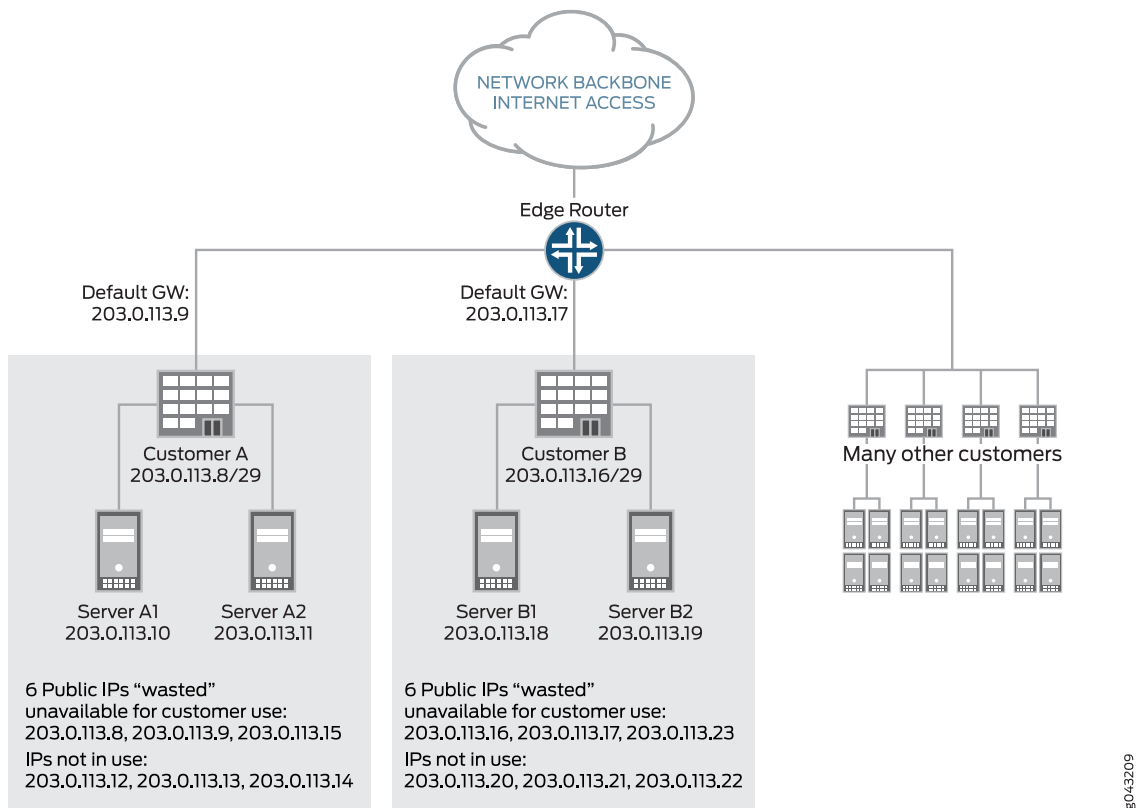 NETWORK BACKBONE
INTERNET ACCESS
Edge Router
Default GW:
203.0.113.9
Default GW:
203.0.113.17
Customer A
203.0.113.8/29
Customer B
203.0.113.16/29
Many other customers
Server A1
203.0.113.10
Server A2
203.0.113.11
Server B1
203.0.113.18
Server B2
203.0.113.19
6 Public IPs “wasted”
unavailable for customer use:
203.0.113.8, 203.0.113.9, 203.0.113.15
IPs not in use:
203.0.113.12, 203.0.113.13, 203.0.113.14
6 Public IPs “wasted”
unavailable for customer use:
203.0.113.16, 203.0.113.17, 203.0.113.23
IPs not in use:
203.0.113.20, 203.0.113.21, 203.0.113.22
g043209